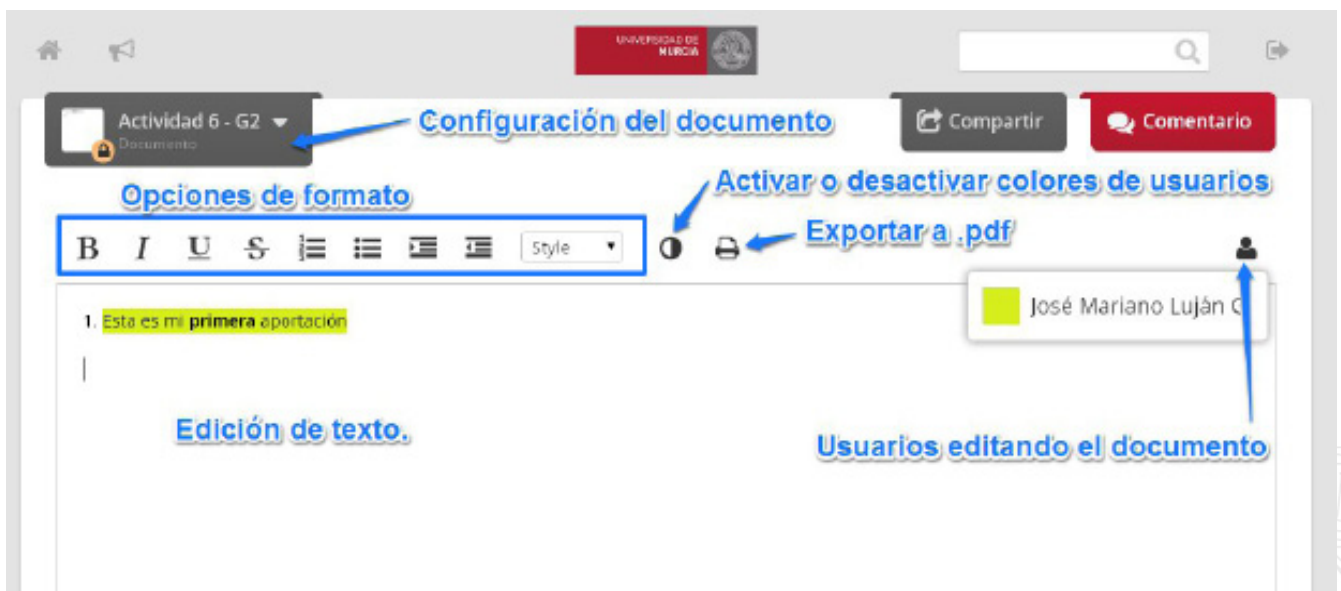 UNIVERSIDAD DE
MURCIA
Actividad 6 - G2
Documento
Configuración del documento
Compartir
Comentario
Opciones de formato
Activar o desactivar colores de usuarios
B I U S Style
Exportar a .pdf
1. Esta es mi primera aportación
José Mariano Luján
Edición de texto.
Usuarios editando el documento